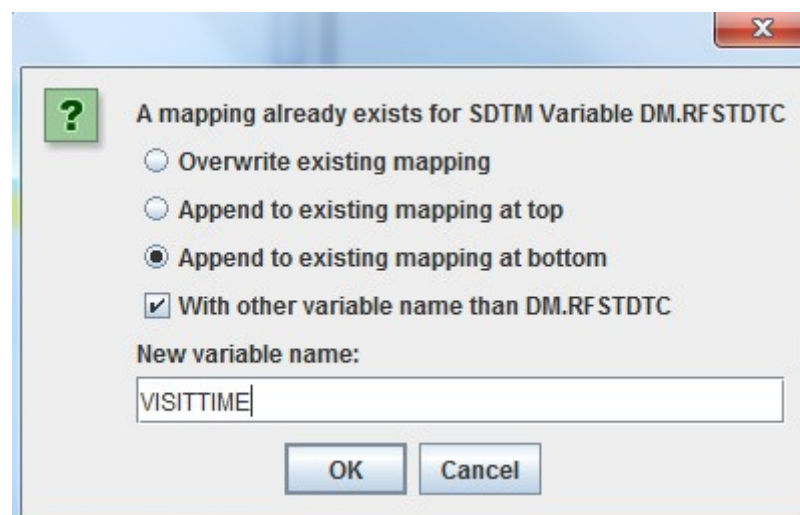 A mapping already exists for SDTM Variable DM.RFSTDTC
Overwrite existing mapping
Append to existing mapping at top
Append to existing mapping at bottom
With other variable name than DM.RFSTDTC
New variable name:
VISITTIME
OK Cancel